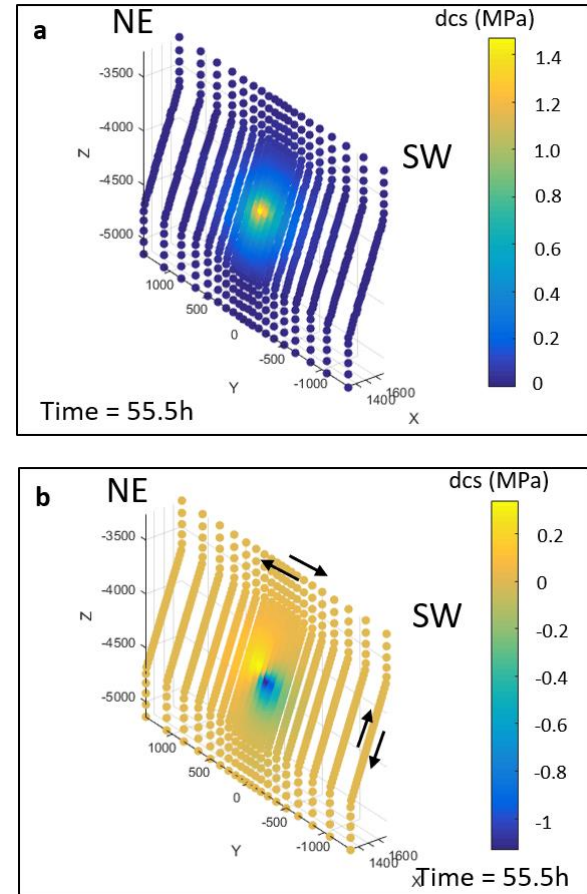 a
NE
dcs (MPa)
SW
-3500
-4000
-4500
-5000
Z
1000
500
0
-500
-1000
Y
1400
1600
X
1.4
1.2
1.0
0.8
0.6
0.4
0.2
0
Time = 55.5h
b
NE
dcs (MPa)
SW
-3500
-4000
-4500
-5000
Z
1000
500
0
-500
-1000
Y
1400
1600
X
0.2
0
-0.2
-0.4
-0.6
-0.8
-1
Time = 55.5h